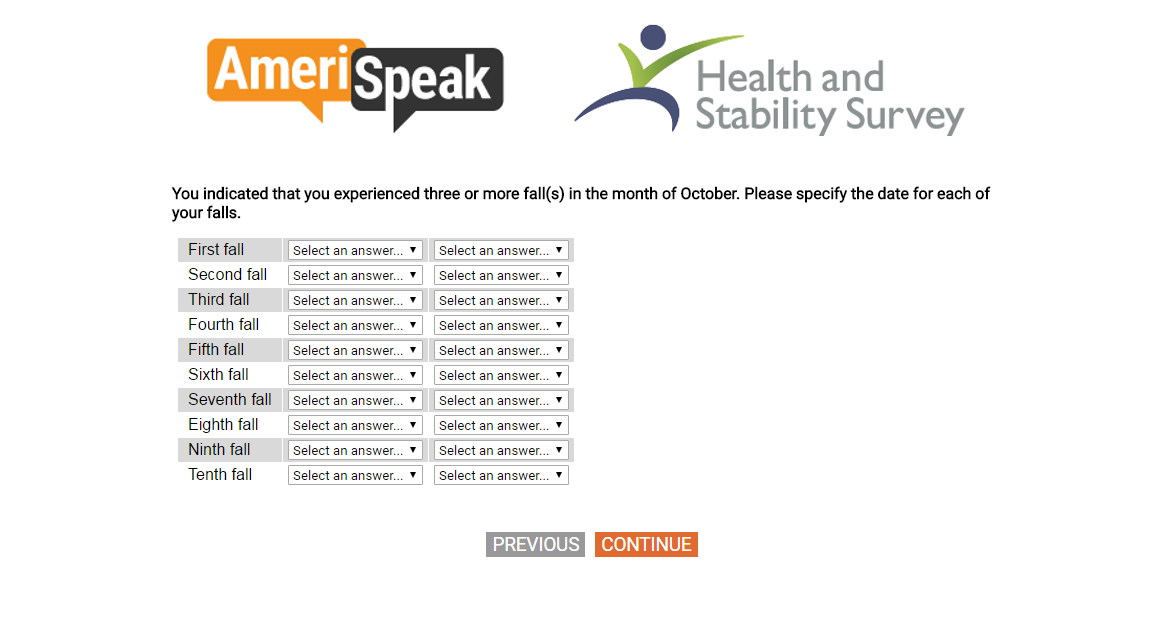 AmeriSpeak
Health and
Stability Survey
You indicated that you experienced three or more fall(s) in the month of October. Please specify the date for each of
your falls.
First fall Select an answer... Select an answer...
Second fall Select an answer... Select an answer...
Third fall Select an answer... Select an answer...
Fourth fall Select an answer... Select an answer...
Fifth fall Select an answer... Select an answer...
Sixth fall Select an answer... Select an answer...
Seventh fall Select an answer... Select an answer...
Eighth fall Select an answer... Select an answer...
Ninth fall Select an answer... Select an answer...
Tenth fall Select an answer... Select an answer...
PREVIOUS CONTINUE